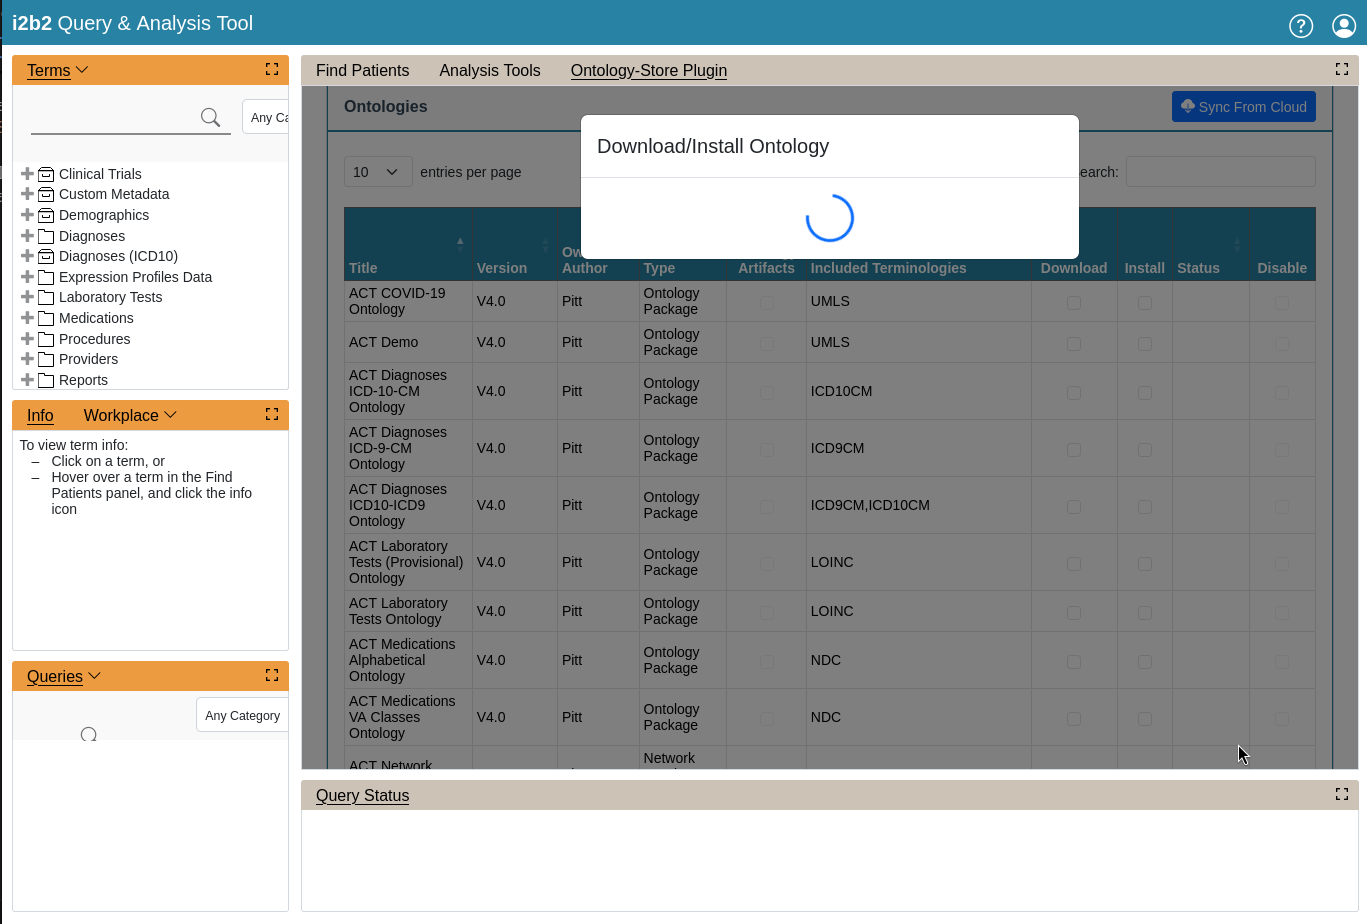 i2b2 Query & Analysis Tool
Terms
Any Ca
Clinical Trials
Custom Metadata
Demographics
Diagnoses
Diagnoses (ICD10)
Expression Profiles Data
Laboratory Tests
Medications
Procedures
Providers
Reports
Info Workplace
To view term info:
– Click on a term, or
– Hover over a term in the Find
Patients panel, and click the info
icon
Queries
Any Category
Find Patients Analysis Tools Ontology-Store Plugin
Ontologies Sync From Cloud
Download/Install Ontology
10 entries per page earch:
Ow
Title Version Author Type Artifacts Included Terminologies Download Install Status Disable
ACT COVID-19
Ontology
V4.0 Pitt
Ontology
Package
UMLS
ACT Demo V4.0 Pitt
Ontology
Package
UMLS
ACT Diagnoses
ICD-10-CM
Ontology
V4.0 Pitt
Ontology
Package
ICD10CM
ACT Diagnoses
ICD-9-CM
Ontology
V4.0 Pitt
Ontology
Package
ICD9CM
ACT Diagnoses
ICD10-ICD9
Ontology
V4.0 Pitt
Ontology
Package
ICD9CM,ICD10CM
ACT Laboratory
Tests (Provisional)
Ontology
V4.0 Pitt
Ontology
Package
LOINC
ACT Laboratory
Tests Ontology
V4.0 Pitt
Ontology
Package
LOINC
ACT Medications
Alphabetical
Ontology
V4.0 Pitt
Ontology
Package
NDC
ACT Medications
VA Classes
Ontology
V4.0 Pitt
Ontology
Package
NDC
ACT Network
Network
Query Status